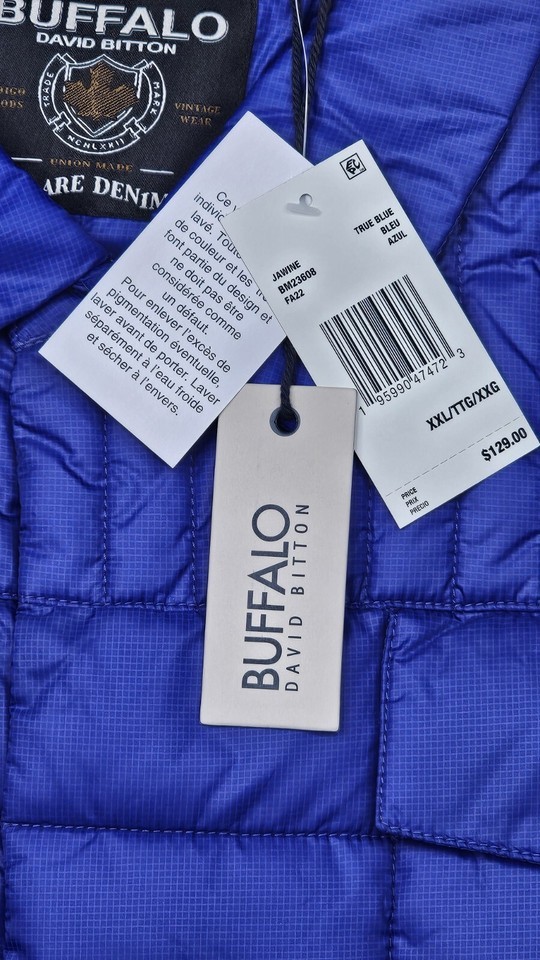 BUFFALO
DAVID BITTON
TRADE MARK
MCMLXXII
VINTAGE
WEAR
UNION MADE
ARE DENIM
Ce
indivi
lavé. Toute
de couleur et les
font partie du design et
ne doit pas être
considérée comme
un défaut.
Pour enlever l'excès de
pigmentation éventuelle,
laver avant de porter. Laver
séparément à l'eau froide
et sécher à l'envers.
TRUE BLUE
BLEU
AZUL
JAWINE
BM23608
FA22
1 95990 47472 3
XXL/TTG/XXG
$129.00
PRICE
PRIX
PRECIO
BUFFALO
DAVID BITTON